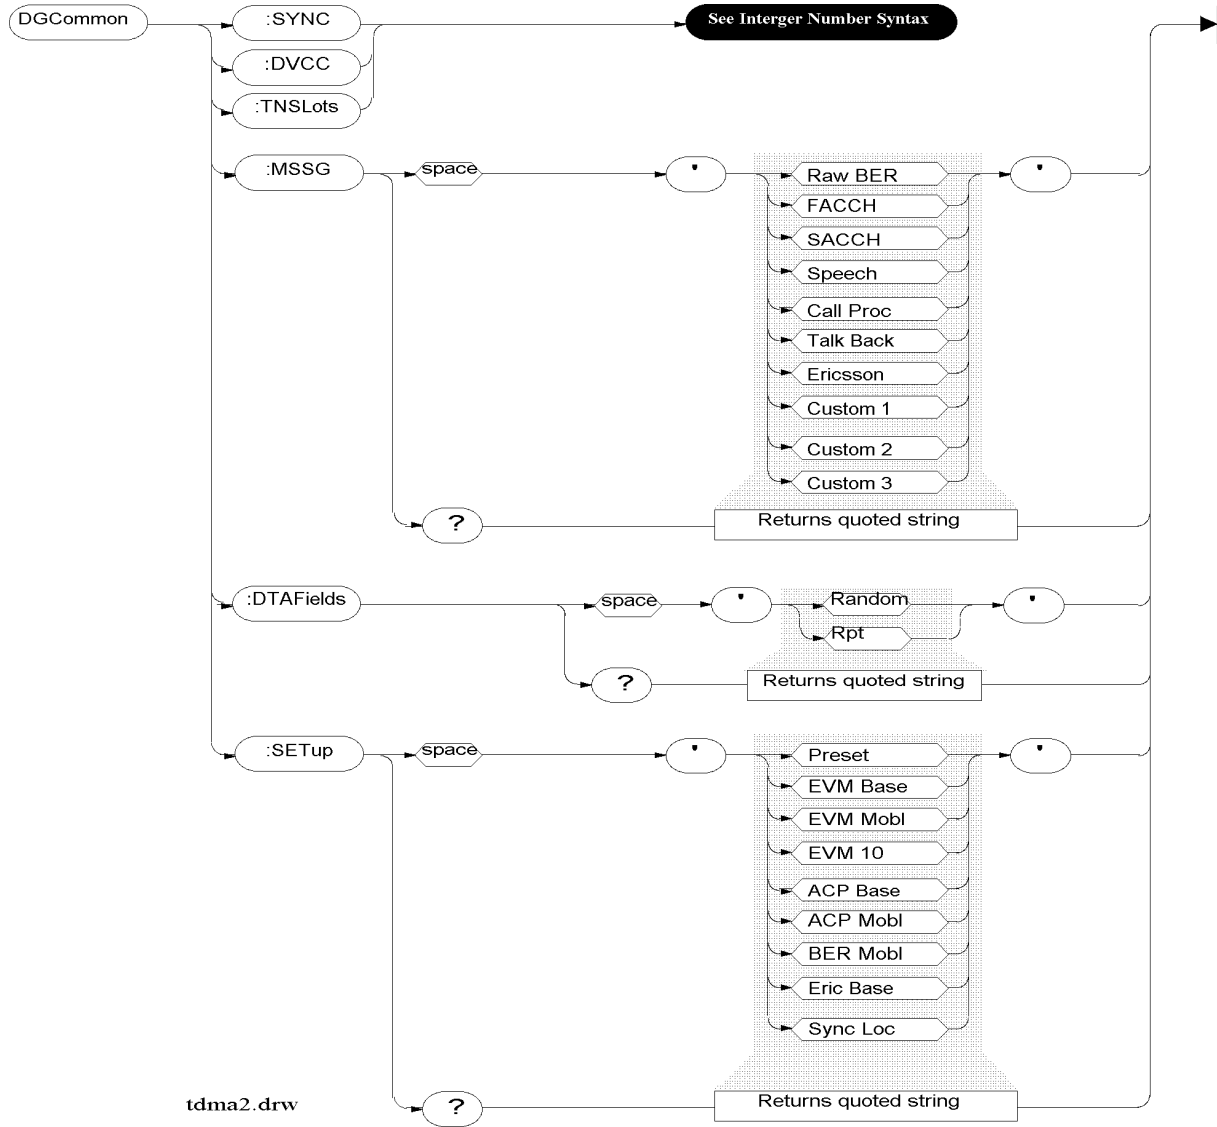 DGCommon
:SYNC
See Interger Number Syntax
:DVCC
:TNSLots
:MSSG
space
'
Raw BER
'
FACCH
SACCH
Speech
Call Proc
Talk Back
Ericsson
Custom 1
Custom 2
Custom 3
?
Returns quoted string
:DTAFields
space
'
Random
'
Rpt
?
Returns quoted string
:SETup
space
'
Preset
'
EVM Base
EVM Mobl
EVM 10
ACP Base
ACP Mobl
BER Mobl
Eric Base
Sync Loc
?
Returns quoted string
tdma2.drw